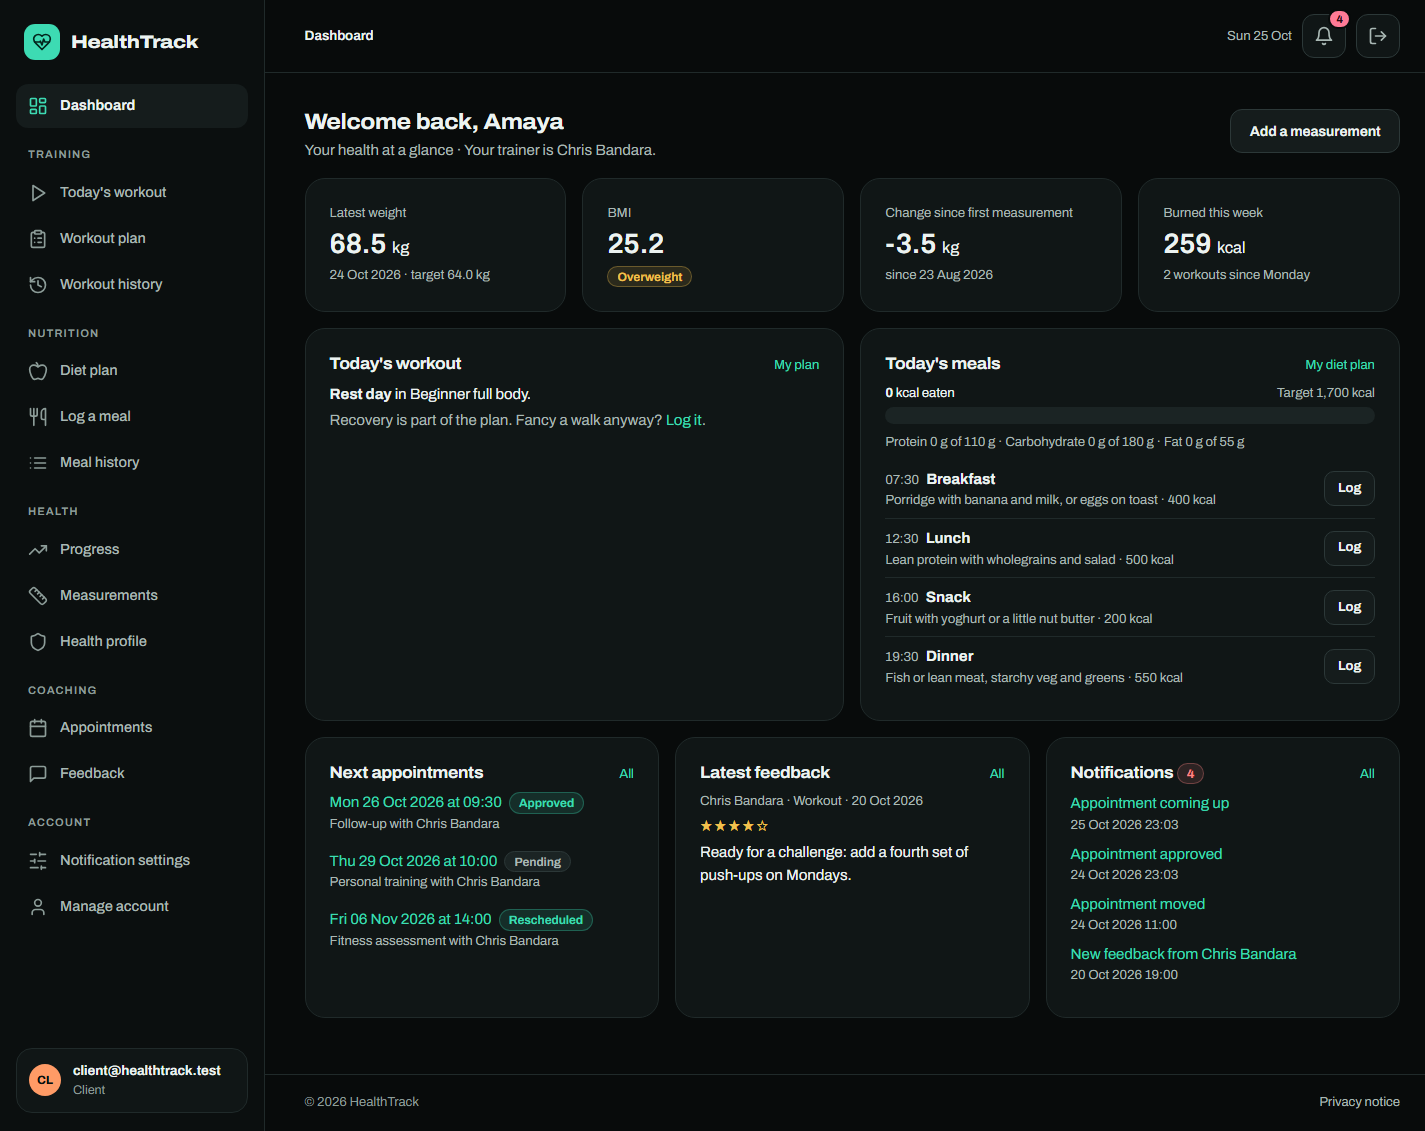 HealthTrack
Dashboard
TRAINING
Today's workout
Workout plan
Workout history
NUTRITION
Diet plan
Log a meal
Meal history
HEALTH
Progress
Measurements
Health profile
COACHING
Appointments
Feedback
ACCOUNT
Notification settings
Manage account
CL
client@healthtrack.test
Client
Dashboard
Sun 25 Oct
4
Welcome back, Amaya
Your health at a glance · Your trainer is Chris Bandara.
Add a measurement
Latest weight
68.5 kg
24 Oct 2026 · target 64.0 kg
BMI
25.2
Overweight
Change since first measurement
-3.5 kg
since 23 Aug 2026
Burned this week
259 kcal
2 workouts since Monday
Today's workout
My plan
Rest day in Beginner full body.
Recovery is part of the plan. Fancy a walk anyway? Log it.
Today's meals
My diet plan
0 kcal eaten
Target 1,700 kcal
Protein 0 g of 110 g · Carbohydrate 0 g of 180 g · Fat 0 g of 55 g
07:30 Breakfast
Porridge with banana and milk, or eggs on toast · 400 kcal
Log
12:30 Lunch
Lean protein with wholegrains and salad · 500 kcal
Log
16:00 Snack
Fruit with yoghurt or a little nut butter · 200 kcal
Log
19:30 Dinner
Fish or lean meat, starchy veg and greens · 550 kcal
Log
Next appointments
All
Mon 26 Oct 2026 at 09:30 Approved
Follow-up with Chris Bandara
Thu 29 Oct 2026 at 10:00 Pending
Personal training with Chris Bandara
Fri 06 Nov 2026 at 14:00 Rescheduled
Fitness assessment with Chris Bandara
Latest feedback
All
Chris Bandara · Workout · 20 Oct 2026
★★★★☆
Ready for a challenge: add a fourth set of
push-ups on Mondays.
Notifications 4
All
Appointment coming up
25 Oct 2026 23:03
Appointment approved
24 Oct 2026 23:03
Appointment moved
24 Oct 2026 11:00
New feedback from Chris Bandara
20 Oct 2026 19:00
© 2026 HealthTrack
Privacy notice